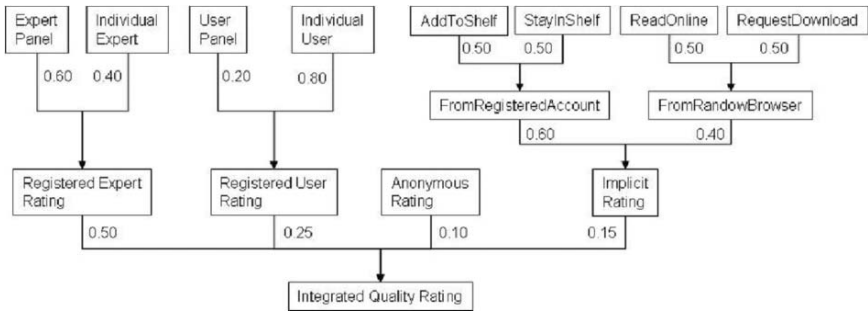 Expert
Panel
Individual
Expert
User
Panel
Individual
User
AddToShelf
StayInShelf
ReadOnline
RequestDownload
0.60
0.40
0.20
0.80
0.50
0.50
0.50
0.50
FromRegisteredAccount
FromRandowBrowser
0.60
0.40
Registered Expert
Rating
Registered User
Rating
Anonymous
Rating
Implicit
Rating
0.50
0.25
0.10
0.15
Integrated Quality Rating